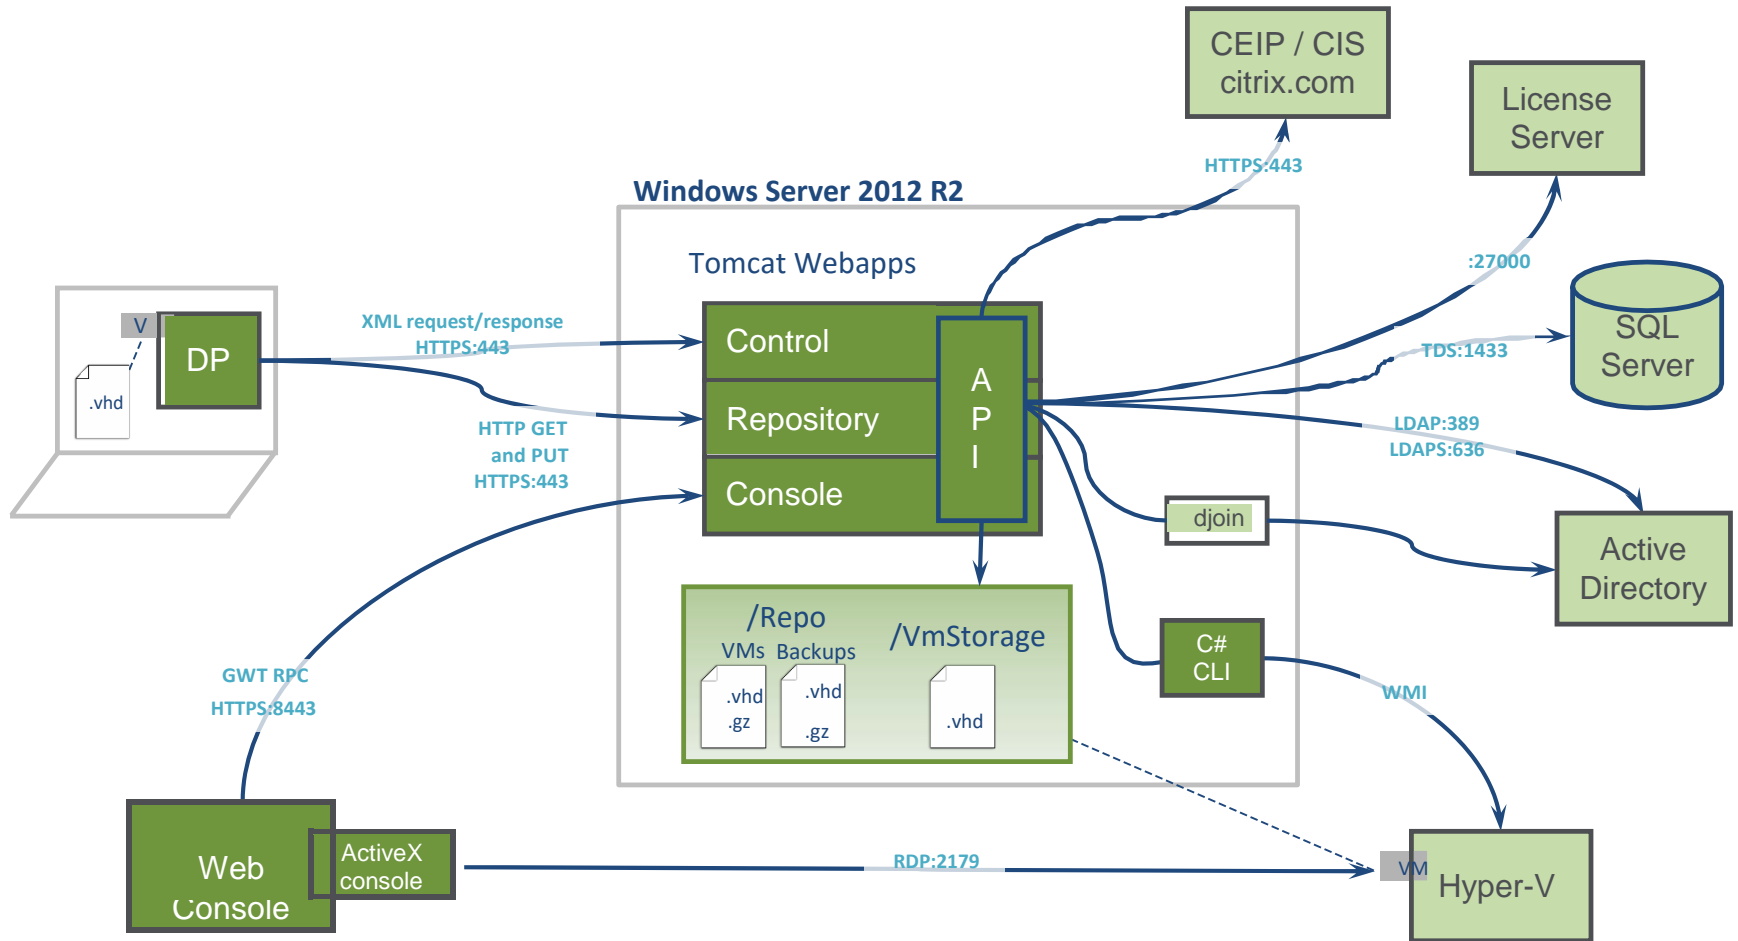 CEIP / CIS
citrix.com
License
Server
HTTPS:443
Windows Server 2012 R2
Tomcat Webapps
:27000
SQL
Server
TDS:1433
V
DP
.vhd
XML request/response
HTTPS:443
Control
Repository
Console
A
P
I
HTTP GET
and PUT
HTTPS:443
LDAP:389
LDAPS:636
djoin
Active
Directory
/Repo
VMs Backups
/VmStorage
.vhd
.gz
.vhd
.gz
.vhd
C#
CLI
WMI
GWT RPC
HTTPS:8443
Web
Console
ActiveX
console
RDP:2179
VM
Hyper-V